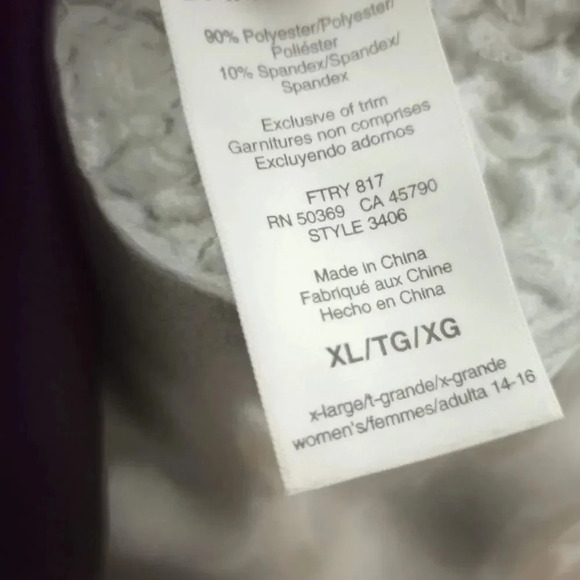 90% Polyester/Polyester/
Poliéster
10% Spandex/Spandex/
Spandex
Exclusive of trim
Garnitures non comprises
Excluyendo adornos
FTRY 817
RN 50369 CA 45790
STYLE 3406
Made in China
Fabriqué aux Chine
Hecho en China
XL/TG/XG
x-large/t-grande/x-grande
women's/femmes/adulta 14-16